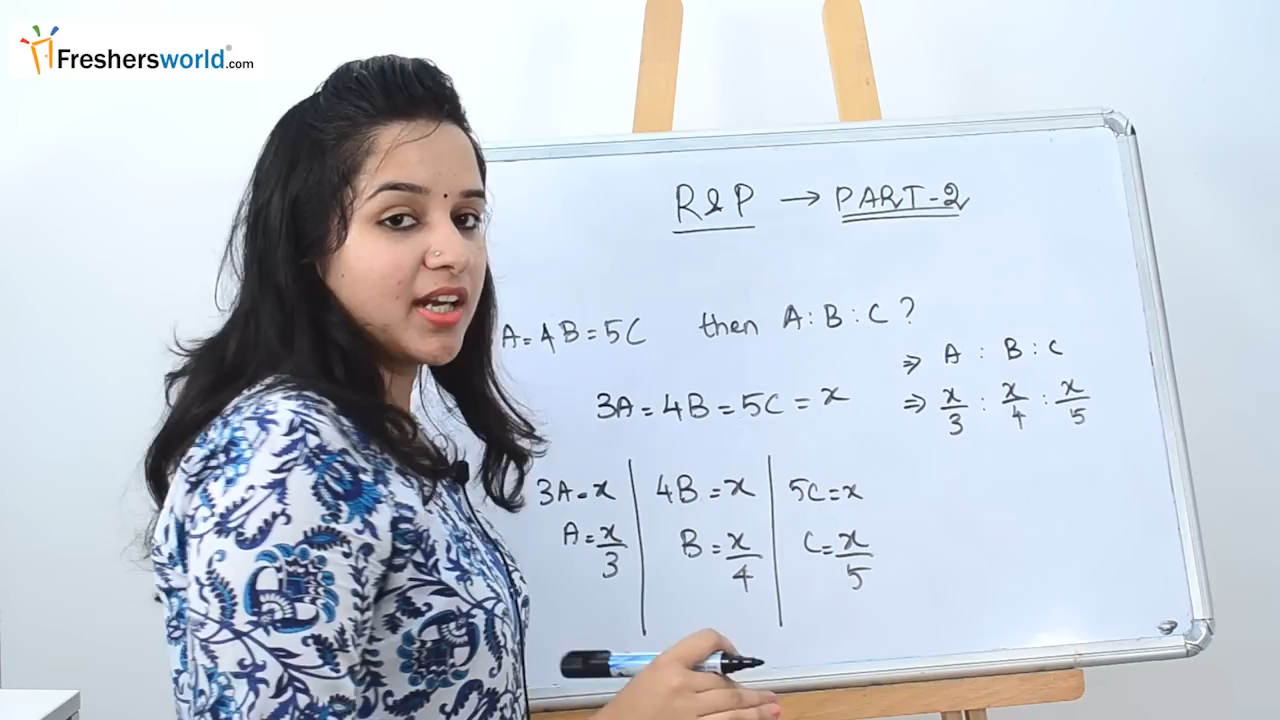 Freshersworld.com
R&P → PART-2
A=4B=5C then A:B:C?
⇒ A : B : C
3A=4B=5C=x
⇒ x/3 : x/4 : x/5
3A=x 4B=x 5C=x
A=x/3 B=x/4 C=x/5